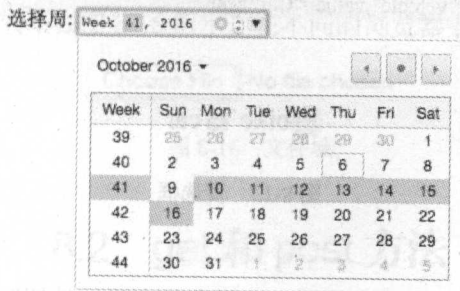 选择周: Week 41, 2016
October 2016
Week Sun Mon Tue Wed Thu Fri Sat
39 25 26 27 28 29 30 1
40 2 3 4 5 6 7 8
41 9 10 11 12 13 14 15
42 16 17 18 19 20 21 22
43 23 24 25 26 27 28 29
44 30 31 1 2 3 4 5